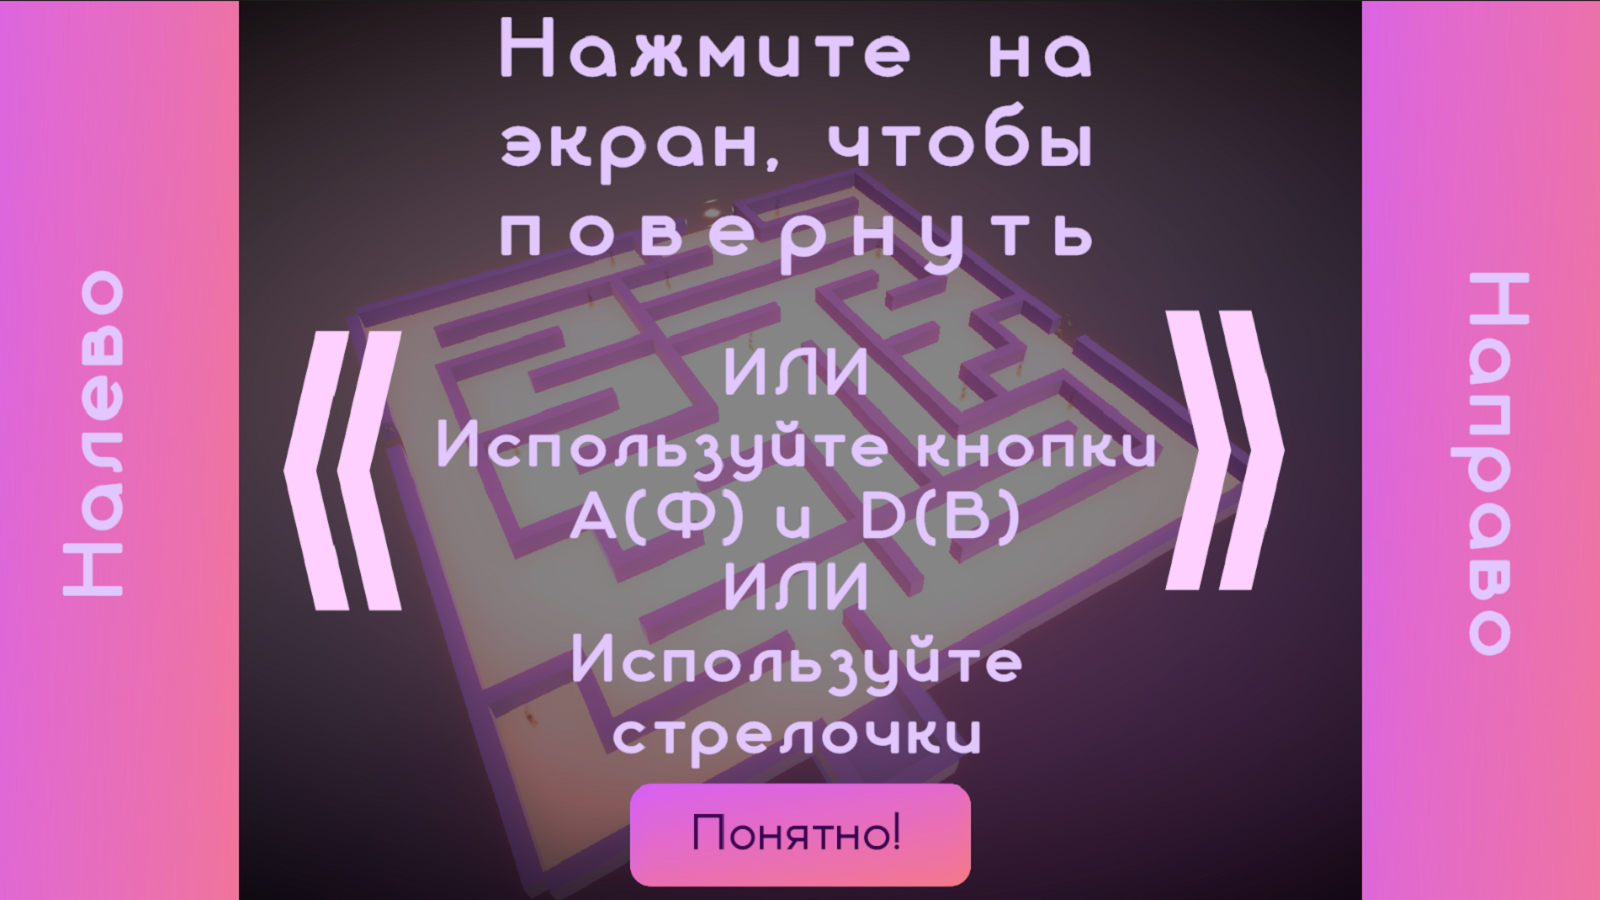 Нажмите на
экран, чтобы
повернуть
Налево
Направо
ИЛИ
Используйте кнопки
А(Ф) и D(В)
ИЛИ
Используйте
стрелочки
Понятно!